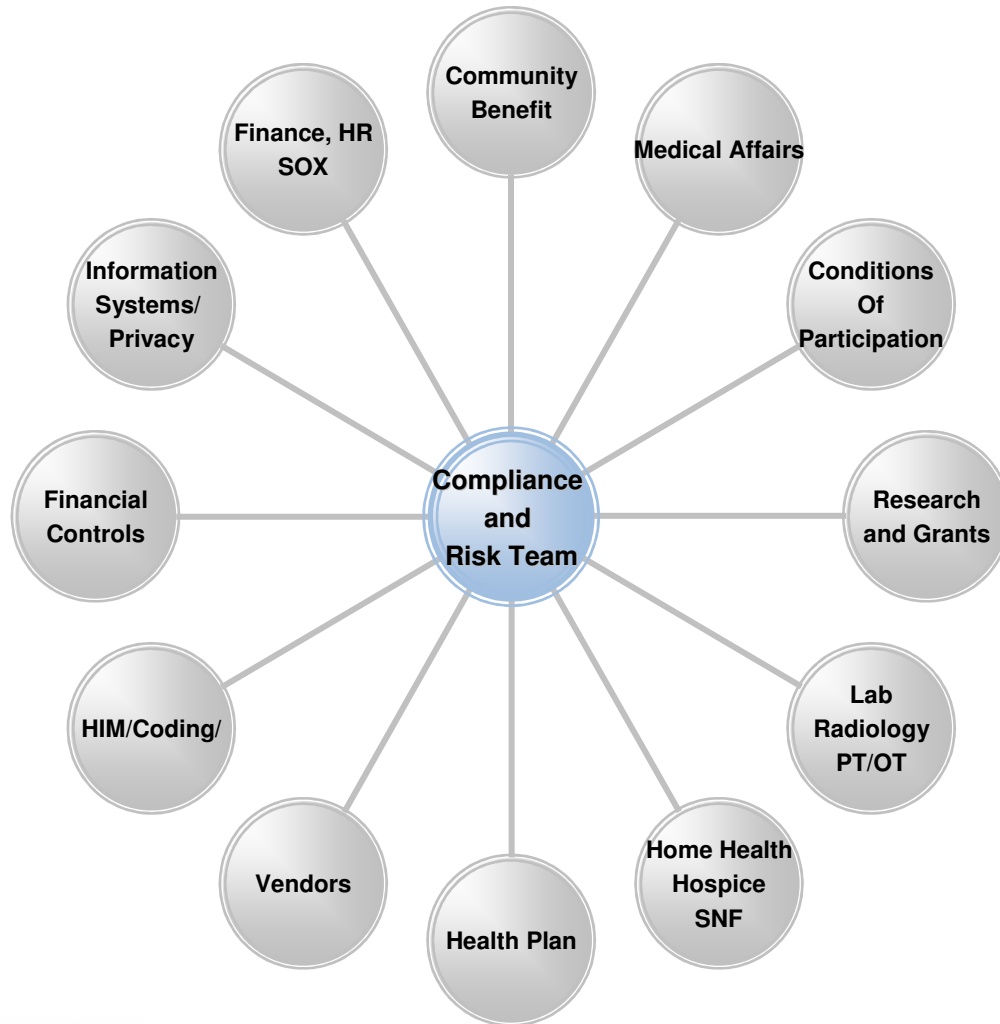 Community
Benefit
Medical Affairs
Conditions
Of
Participation
Research
and Grants
Lab
Radiology
PT/OT
Home Health
Hospice
SNF
Health Plan
Vendors
HIM/Coding/
Financial
Controls
Information
Systems/
Privacy
Finance, HR
SOX
Compliance
and
Risk Team